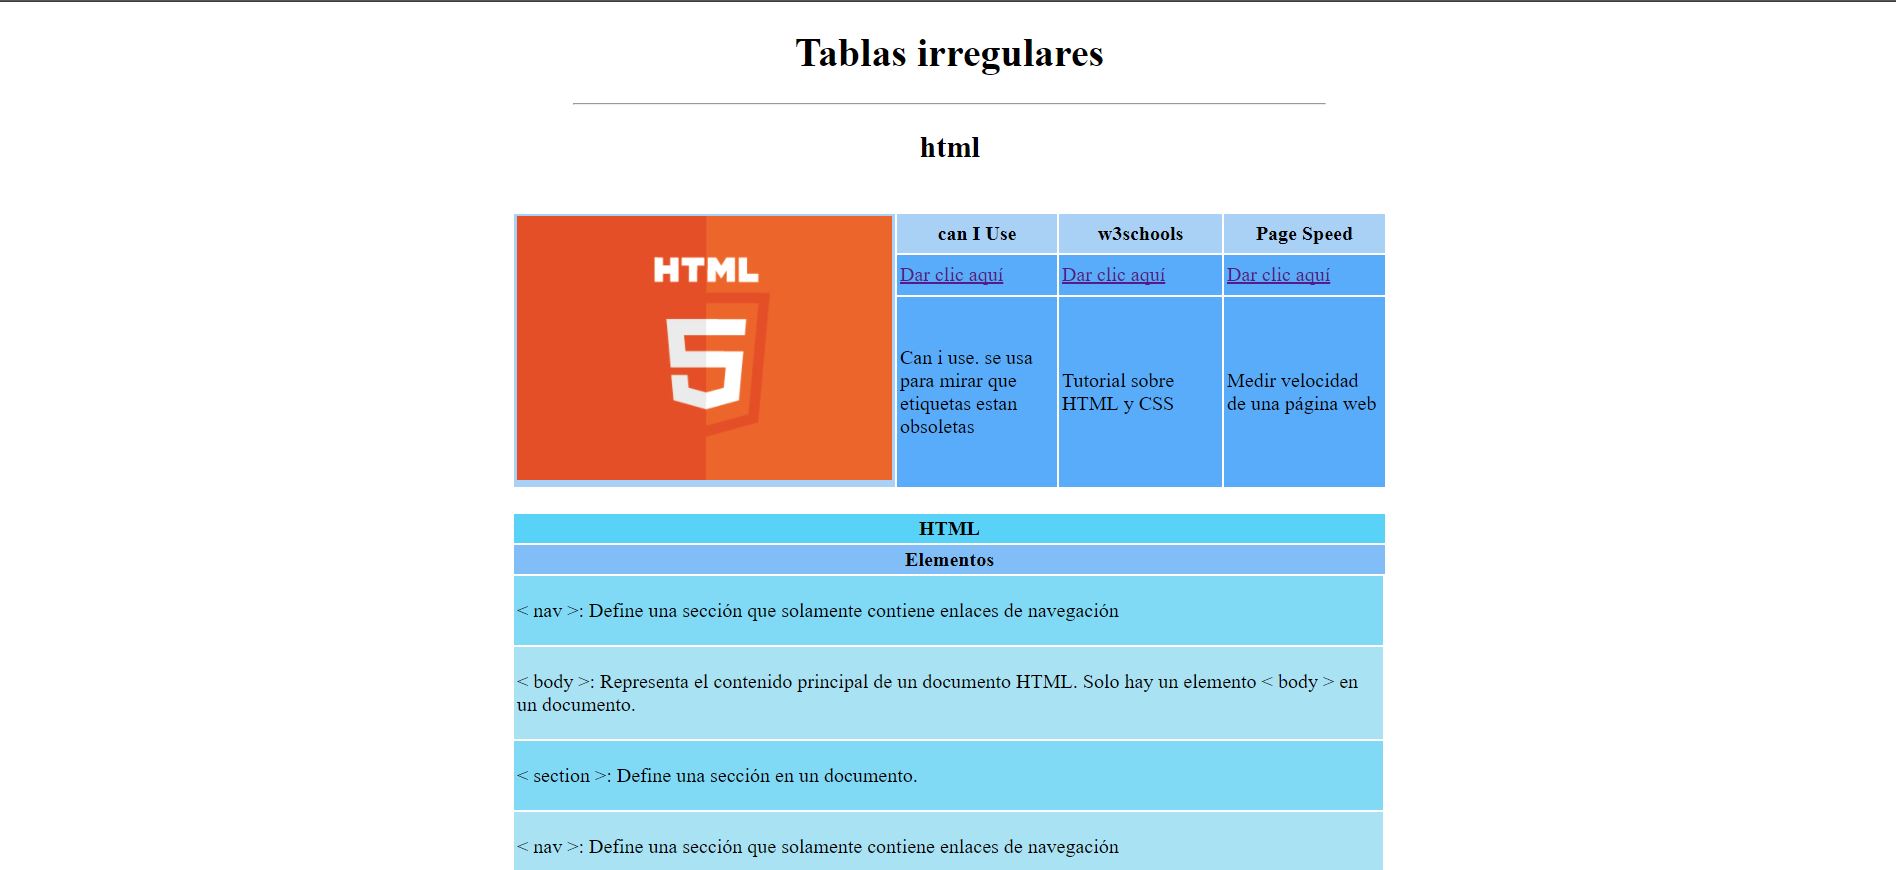 Tablas irregulares
html
HTML
5
can I Use
w3schools
Page Speed
Dar clic aquí
Dar clic aquí
Dar clic aquí
Can i use. se usa
para mirar que
etiquetas estan
obsoletas
Tutorial sobre
HTML y CSS
Medir velocidad
de una página web
HTML
Elementos
< nav >: Define una sección que solamente contiene enlaces de navegación
< body >: Representa el contenido principal de un documento HTML. Solo hay un elemento < body > en
un documento.
< section >: Define una sección en un documento.
< nav >: Define una sección que solamente contiene enlaces de navegación